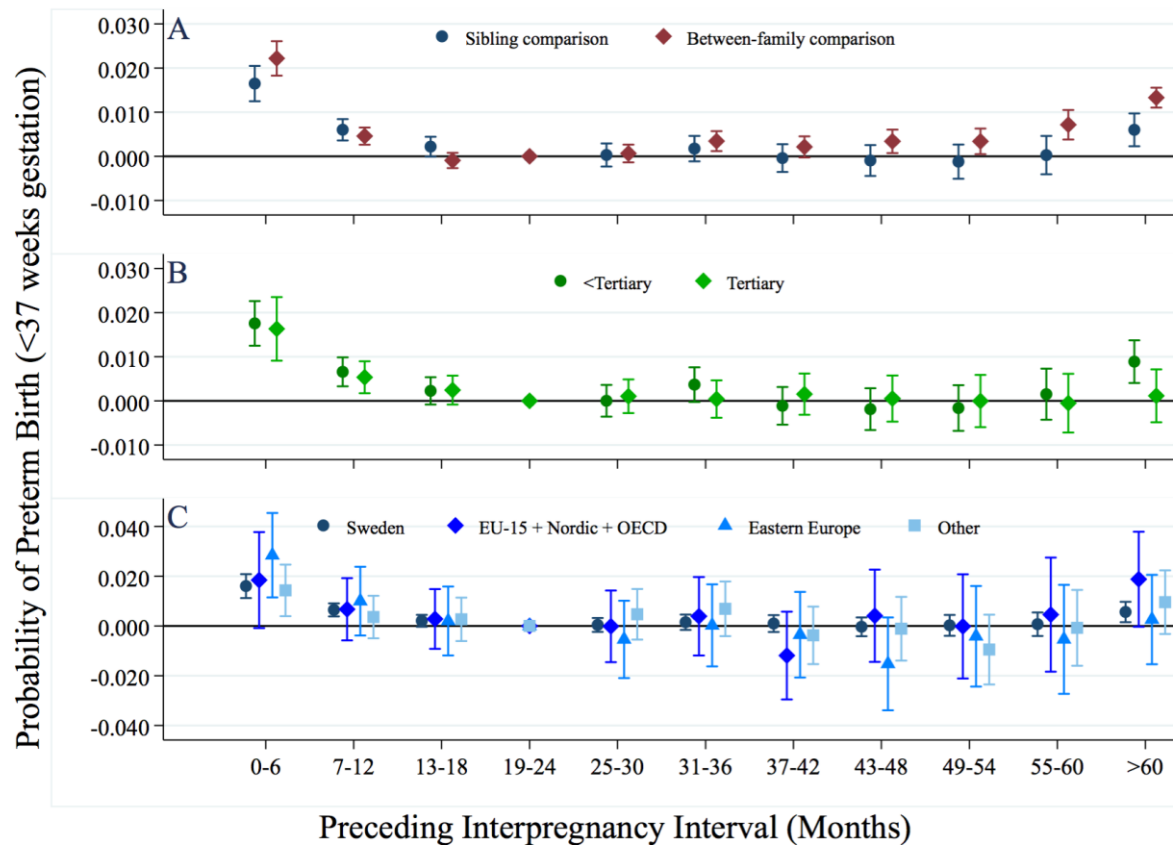 Probability of Preterm Birth (<37 weeks gestation)
A
Sibling comparison Between-family comparison
0.030
0.020
0.010
0.000
-0.010
B
<Tertiary Tertiary
0.030
0.020
0.010
0.000
-0.010
C
Sweden EU-15 + Nordic + OECD Eastern Europe Other
0.040
0.020
0.000
-0.020
-0.040
0-6 7-12 13-18 19-24 25-30 31-36 37-42 43-48 49-54 55-60 >60
Preceding Interpregnancy Interval (Months)